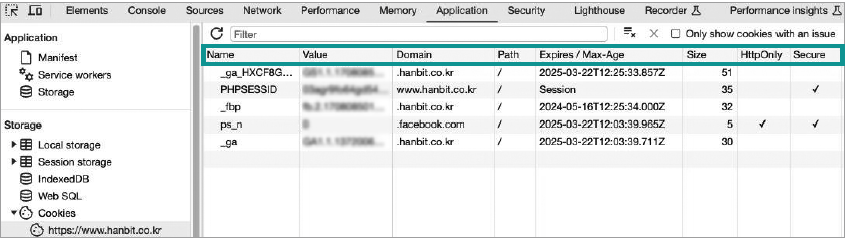 Elements Console Sources Network Performance Memory Application Security Lighthouse Recorder Performance insights
Application
Manifest
Service workers
Storage
Storage
Local storage
Session storage
IndexedDB
Web SQL
Cookies
https://www.hanbit.co.kr
Filter Only show cookies with an issue
Name Value Domain Path Expires / Max-Age Size HttpOnly Secure
_ga_HXCF8G... .hanbit.co.kr / 2025-03-22T12:25:33.857Z 51
PHPSESSID www.hanbit.co.kr / Session 35 ✓
_fbp .hanbit.co.kr / 2024-05-16T12:25:34.000Z 32
ps_n .facebook.com / 2025-03-22T12:03:39.965Z 5 ✓ ✓
_ga .hanbit.co.kr / 2025-03-22T12:03:39.711Z 30